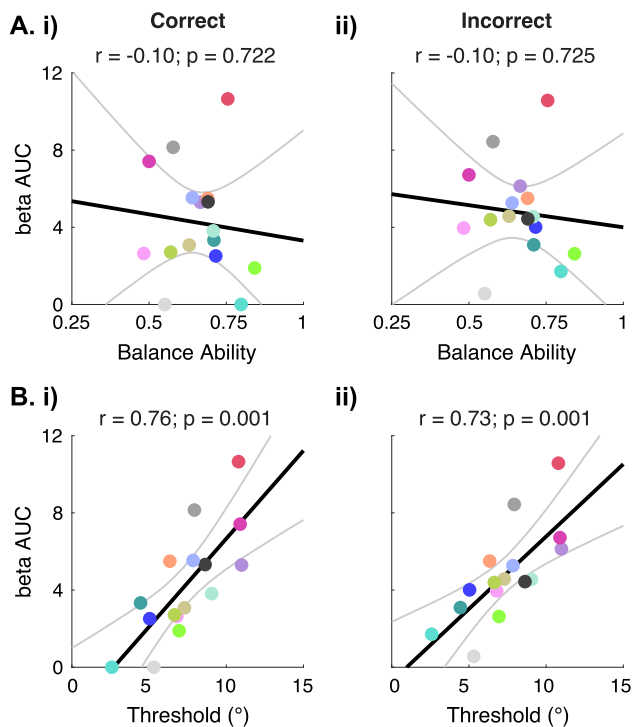 Correct
Incorrect
A. i)
ii)
r = -0.10; p = 0.722
r = -0.10; p = 0.725
12
8
4
0
beta AUC
0.25
0.5
0.75
1
0.25
0.5
0.75
1
Balance Ability
Balance Ability
B. i)
ii)
r = 0.76; p = 0.001
r = 0.73; p = 0.001
12
8
4
0
beta AUC
0
5
10
15
0
5
10
15
Threshold (°)
Threshold (°)